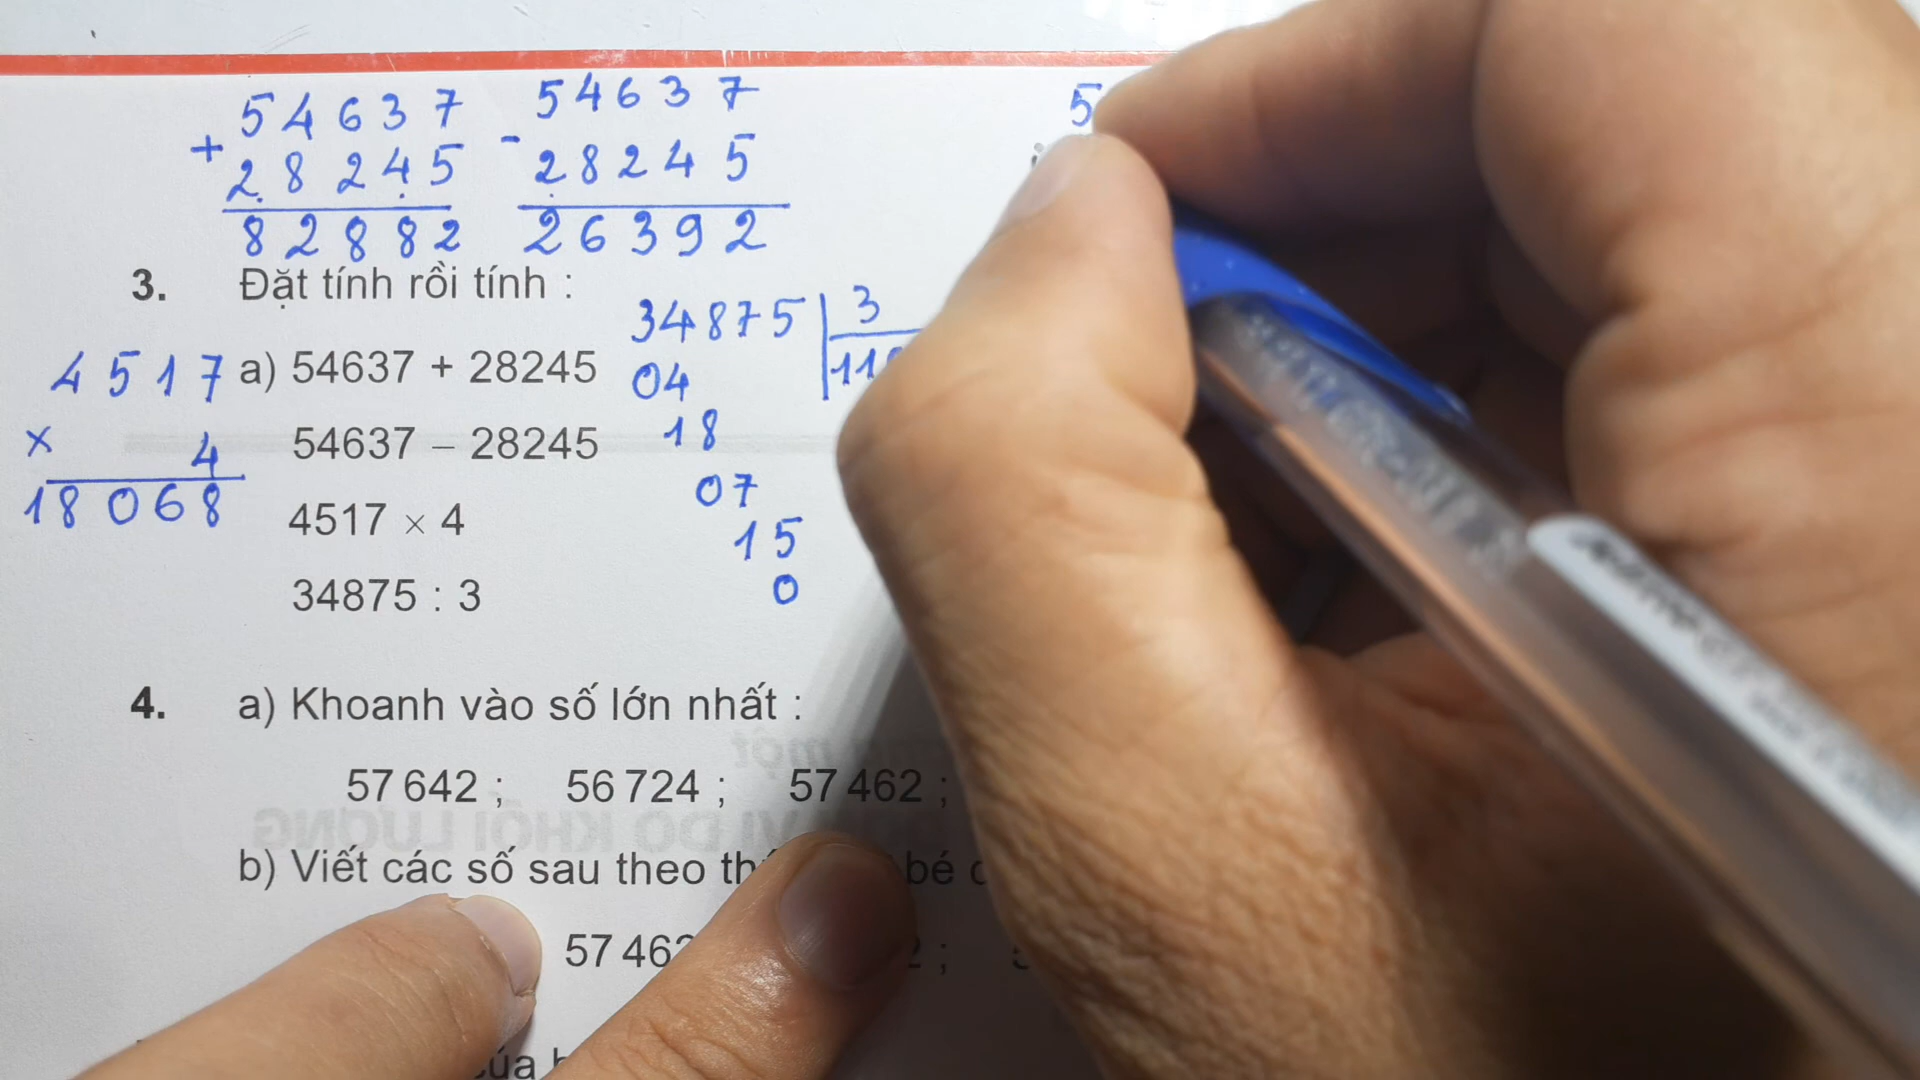 54637
+ 28245
82882
54637
- 28245
26392
5
3. Đặt tính rồi tính :
a) 54637 + 28245
54637 – 28245
4517 × 4
34875 : 3
4517
× 4
18068
34875 3
04 11
18
07
15
0
4. a) Khoanh vào số lớn nhất :
57 642 ; 56 724 ; 57 462 ;
b) Viết các số sau theo bé
57 46 2 ;